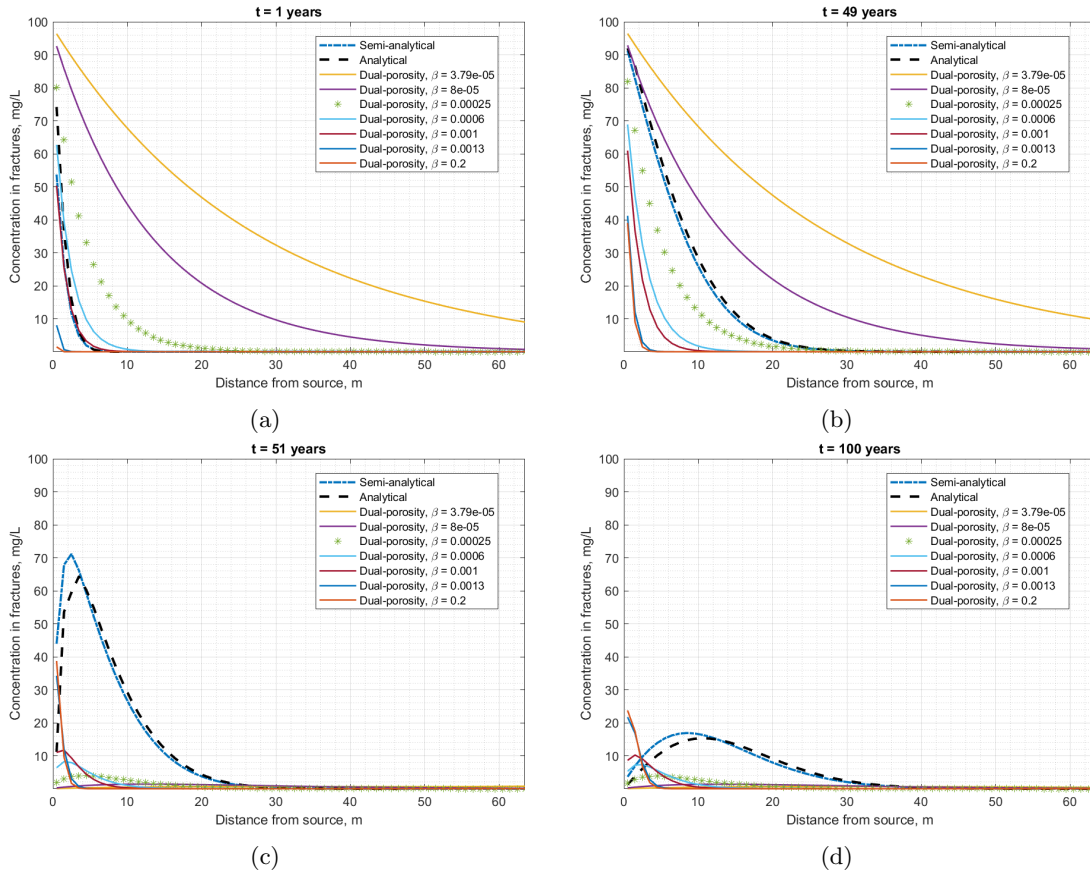 t = 1 years
Concentration in fractures, mg/L
100
90
80
70
60
50
40
30
20
10
0 10 20 30 40 50 60
Distance from source, m
Semi-analytical
Analytical
Dual-porosity, β = 3.79e-05
Dual-porosity, β = 8e-05
Dual-porosity, β = 0.00025
Dual-porosity, β = 0.0006
Dual-porosity, β = 0.001
Dual-porosity, β = 0.0013
Dual-porosity, β = 0.2
(a)
t = 49 years
Concentration in fractures, mg/L
100
90
80
70
60
50
40
30
20
10
0 10 20 30 40 50 60
Distance from source, m
Semi-analytical
Analytical
Dual-porosity, β = 3.79e-05
Dual-porosity, β = 8e-05
Dual-porosity, β = 0.00025
Dual-porosity, β = 0.0006
Dual-porosity, β = 0.001
Dual-porosity, β = 0.0013
Dual-porosity, β = 0.2
(b)
t = 51 years
Concentration in fractures, mg/L
100
90
80
70
60
50
40
30
20
10
0 10 20 30 40 50 60
Distance from source, m
Semi-analytical
Analytical
Dual-porosity, β = 3.79e-05
Dual-porosity, β = 8e-05
Dual-porosity, β = 0.00025
Dual-porosity, β = 0.0006
Dual-porosity, β = 0.001
Dual-porosity, β = 0.0013
Dual-porosity, β = 0.2
(c)
t = 100 years
Concentration in fractures, mg/L
100
90
80
70
60
50
40
30
20
10
0 10 20 30 40 50 60
Distance from source, m
Semi-analytical
Analytical
Dual-porosity, β = 3.79e-05
Dual-porosity, β = 8e-05
Dual-porosity, β = 0.00025
Dual-porosity, β = 0.0006
Dual-porosity, β = 0.001
Dual-porosity, β = 0.0013
Dual-porosity, β = 0.2
(d)